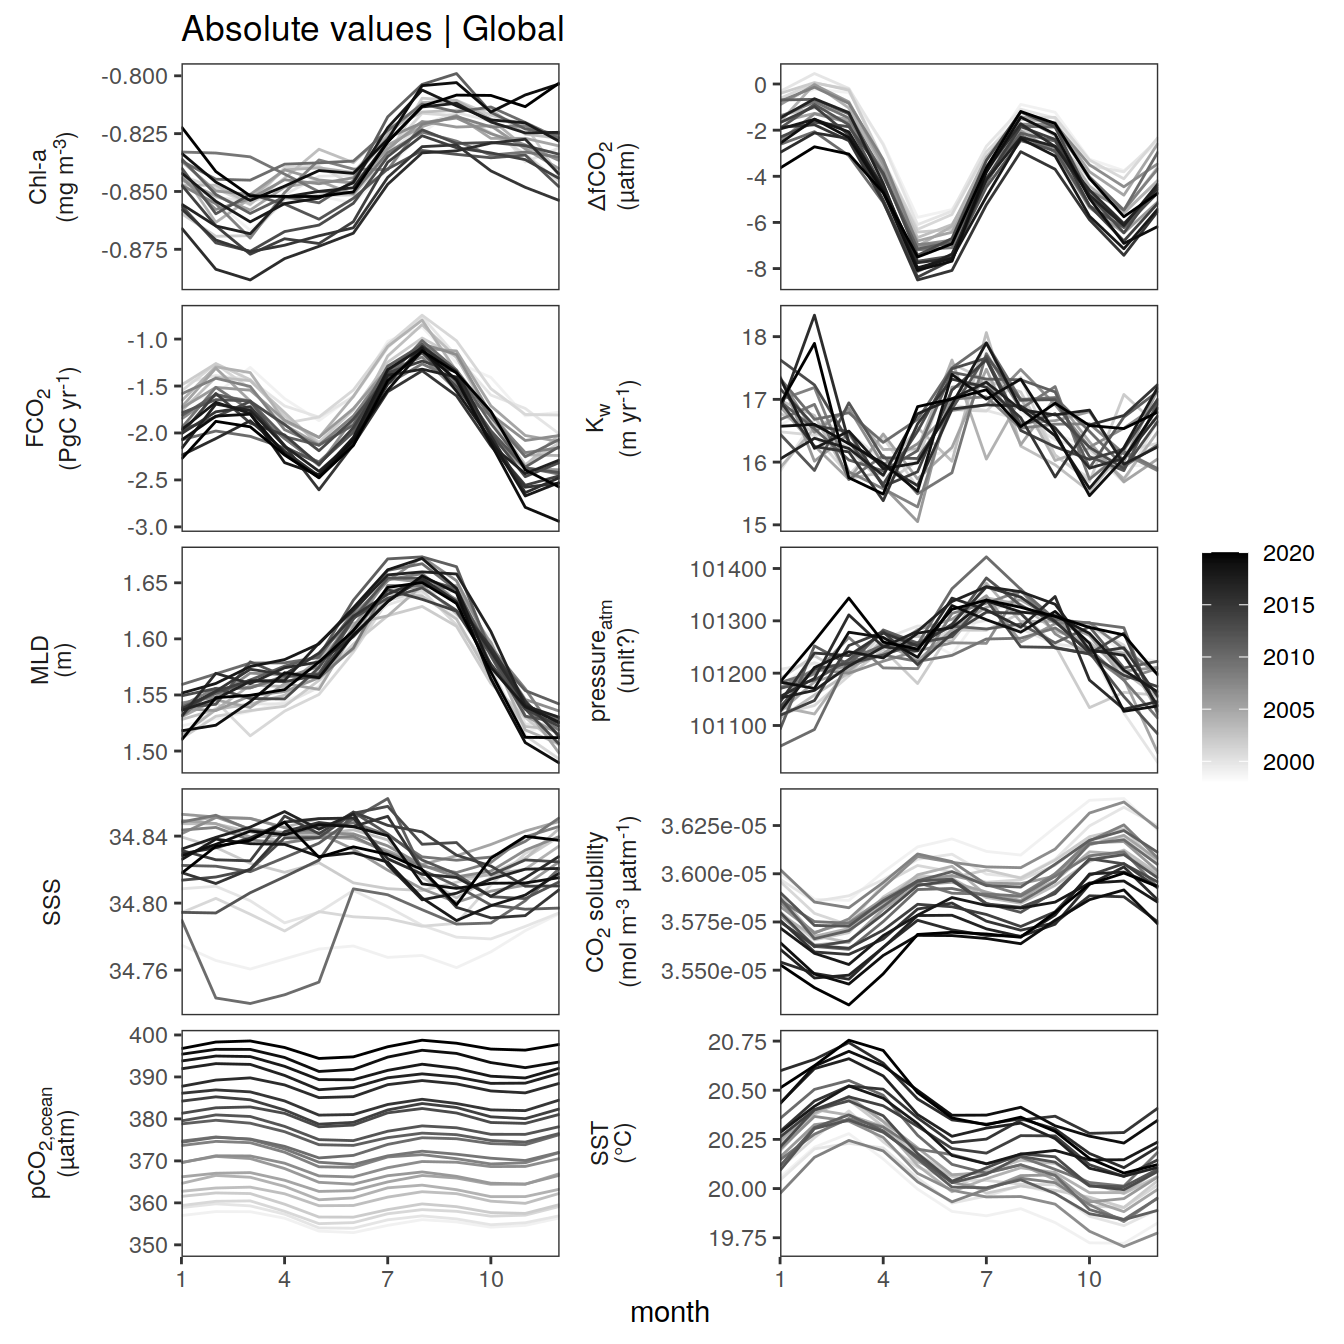 Absolute values | Global
Chl-a
(mg m-3)
-0.800
-0.825
-0.850
-0.875
ΔfCO2
(µatm)
0
-2
-4
-6
-8
FCO2
(PgC yr-1)
-1.0
-1.5
-2.0
-2.5
-3.0
Kw
(m yr-1)
18
17
16
15
MLD
(m)
1.65
1.60
1.55
1.50
pressureatm
(unit?)
101400
101300
101200
101100
SSS
34.84
34.80
34.76
CO2 solubility
(mol m-3 µatm-1)
3.625e-05
3.600e-05
3.575e-05
3.550e-05
pCO2,ocean
(µatm)
400
390
380
370
360
350
SST
(°C)
20.75
20.50
20.25
20.00
19.75
1 4 7 10
1 4 7 10
month
2020
2015
2010
2005
2000